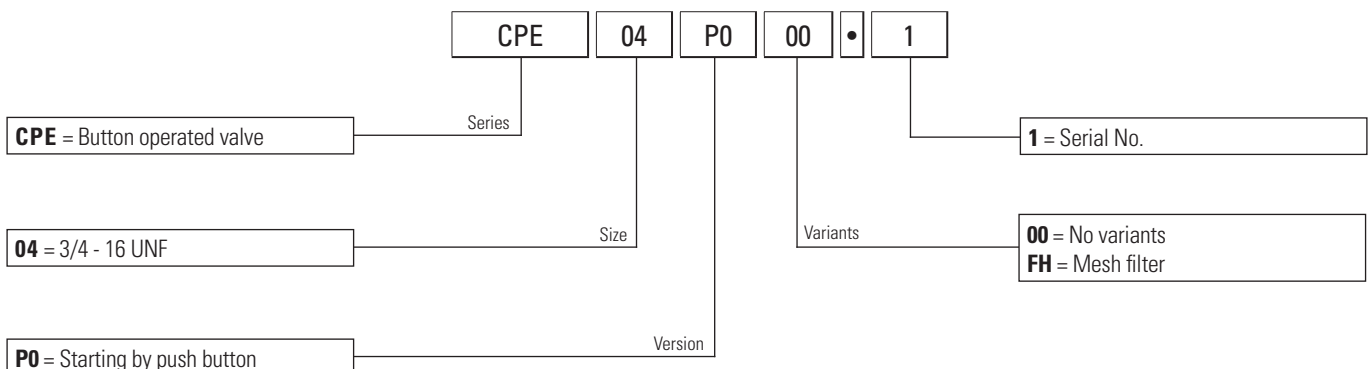 CPE 04 P0 00 • 1
Series
CPE = Button operated valve
1 = Serial No.
Size
Variants
04 = 3/4 - 16 UNF
00 = No variants
FH = Mesh filter
Version
P0 = Starting by push button